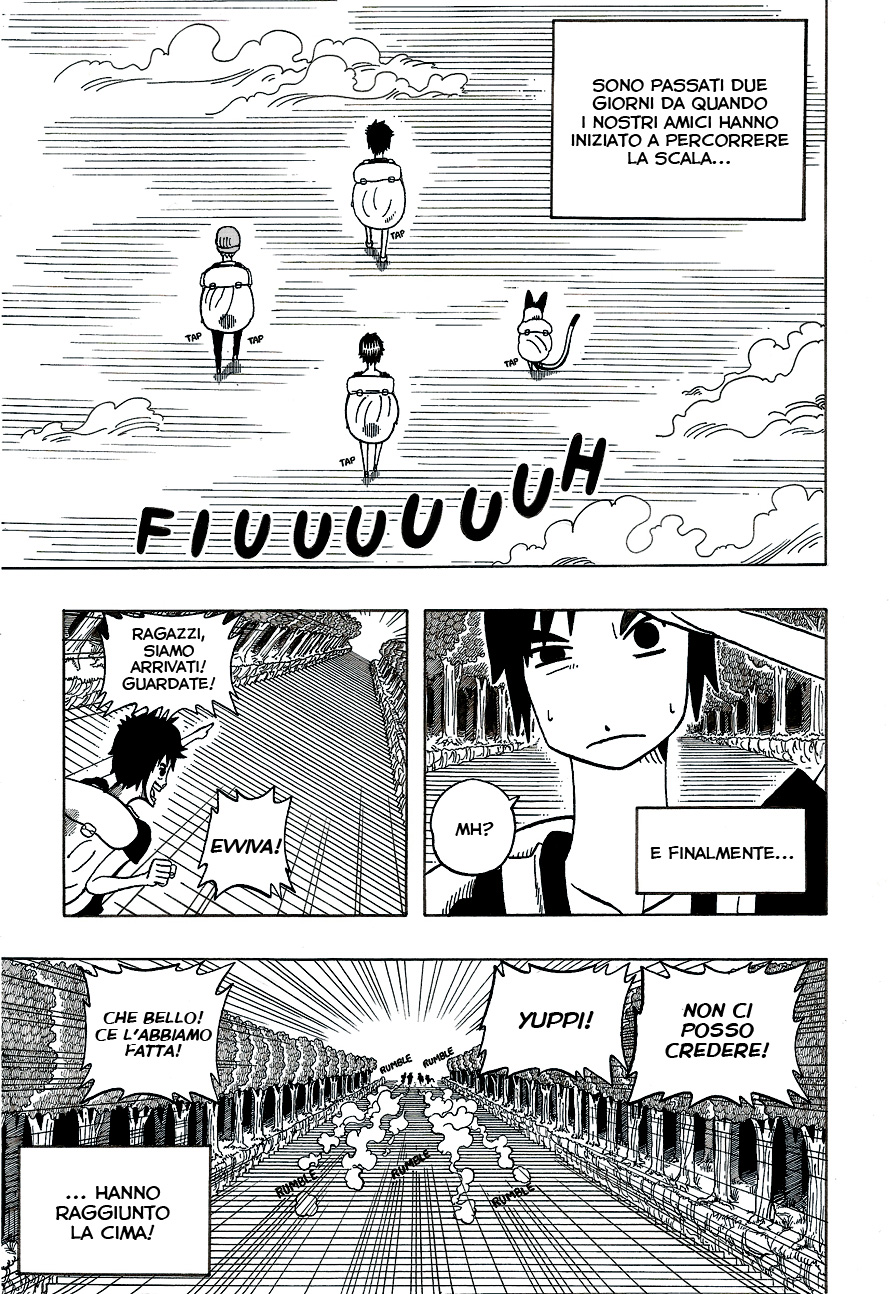 SONO PASSATI DUE
GIORNI DA QUANDO
I NOSTRI AMICI HANNO
INIZIATO A PERCORRERE
LA SCALA...
TAP
TAP
TAP
TAP
TAP
FIUUUUUUH
MH?
E FINALMENTE...
RAGAZZI,
SIAMO
ARRIVATI!
GUARDATE!
EVVIVA!
NON CI
POSSO
CREDERE!
YUPPI!
CHE BELLO!
CE L'ABBIAMO
FATTA!
RUMBLE
RUMBLE
RUMBLE
RUMBLE
RUMBLE
... HANNO
RAGGIUNTO
LA CIMA!